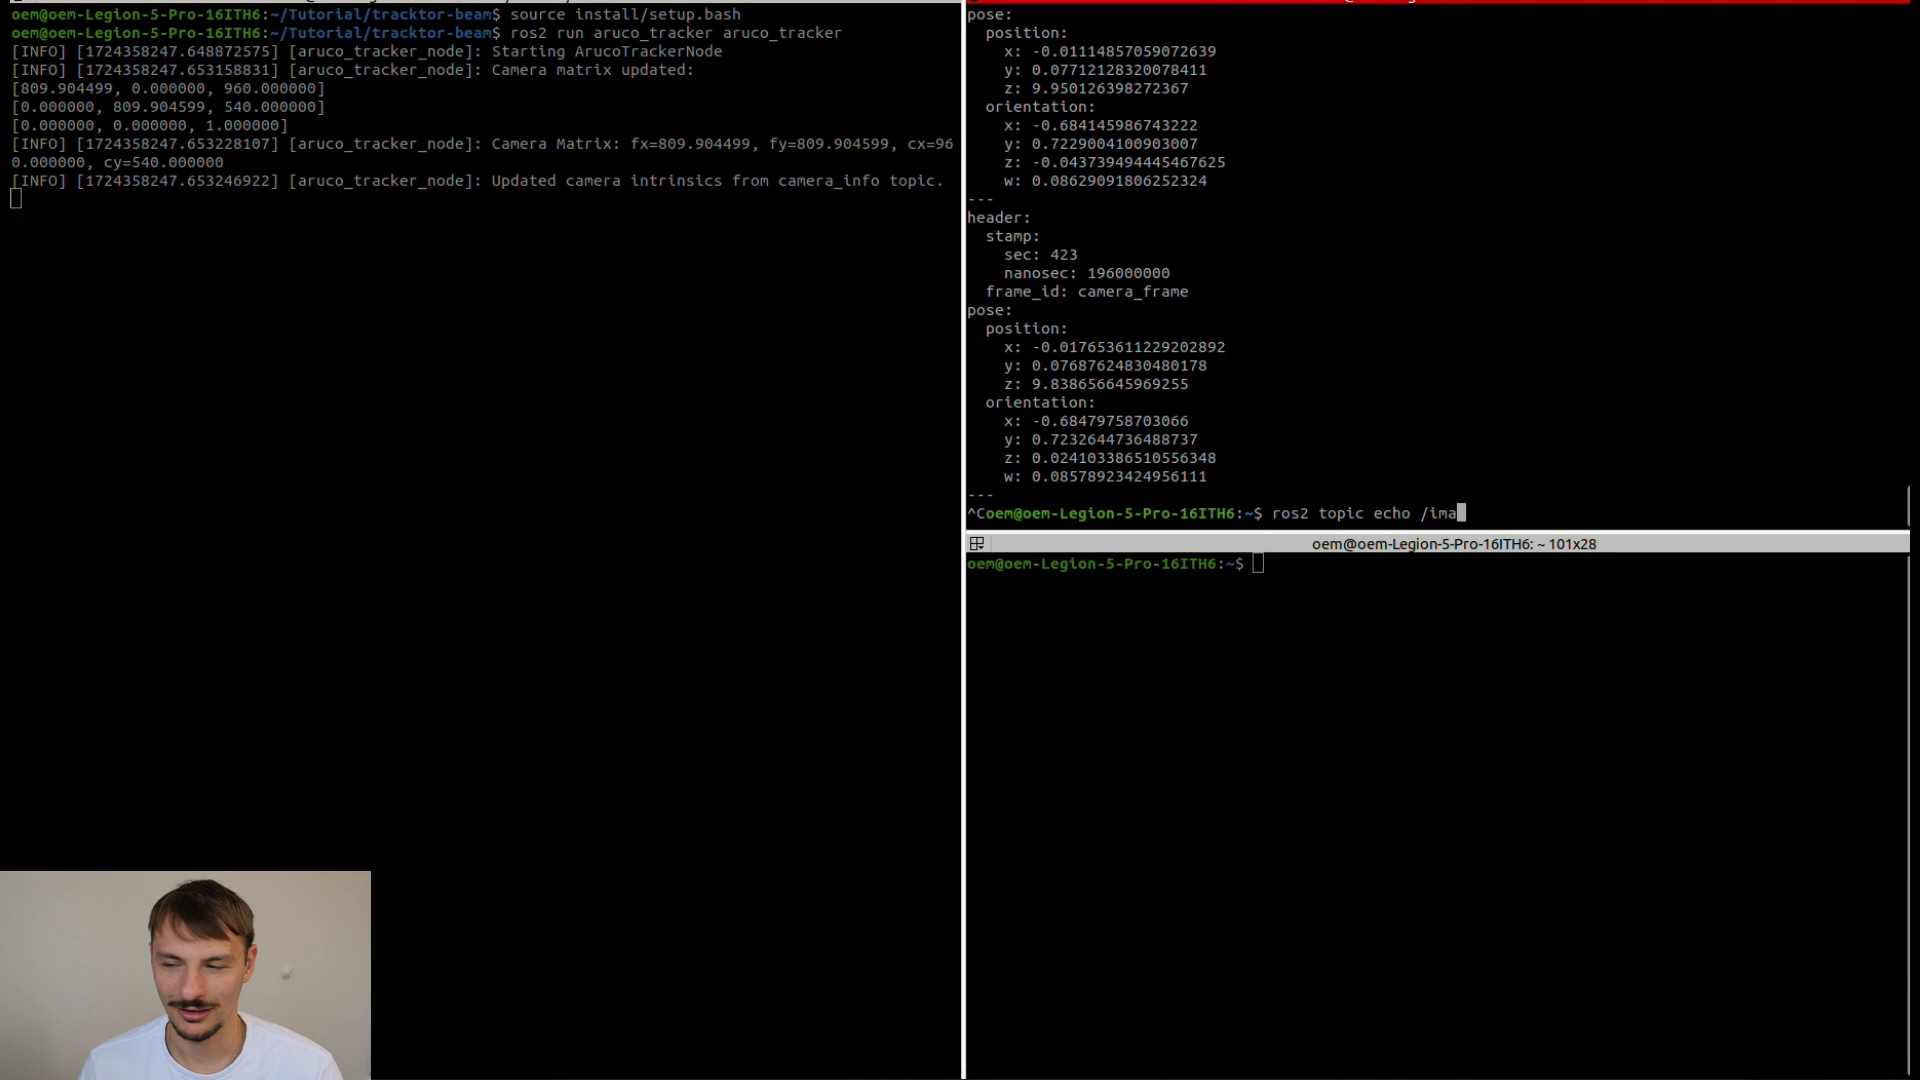 oem@oem-Legion-5-Pro-16ITH6:~/Tutorial/tracktor-beam$ source install/setup.bash
oem@oem-Legion-5-Pro-16ITH6:~/Tutorial/tracktor-beam$ ros2 run aruco_tracker aruco_tracker
[INFO] [1724358247.648872575] [aruco_tracker_node]: Starting ArucoTrackerNode
[INFO] [1724358247.653158831] [aruco_tracker_node]: Camera matrix updated:
[809.904499, 0.000000, 960.000000]
[0.000000, 809.904599, 540.000000]
[0.000000, 0.000000, 1.000000]
[INFO] [1724358247.653228107] [aruco_tracker_node]: Camera Matrix: fx=809.904499, fy=809.904599, cx=96
0.000000, cy=540.000000
[INFO] [1724358247.653246922] [aruco_tracker_node]: Updated camera intrinsics from camera_info topic.
pose:
position:
x: -0.01114857059072639
y: 0.07712128320078411
z: 9.950126398272367
orientation:
x: -0.684145986743222
y: 0.7229004100903007
z: -0.043739494445467625
w: 0.08629091806252324
---
header:
stamp:
sec: 423
nanosec: 196000000
frame_id: camera_frame
pose:
position:
x: -0.017653611229202892
y: 0.07687624830480178
z: 9.838656645969255
orientation:
x: -0.68479758703066
y: 0.7232644736488737
z: 0.024103386510556348
w: 0.08578923424956111
---
^Coem@oem-Legion-5-Pro-16ITH6:~$ ros2 topic echo /ima
oem@oem-Legion-5-Pro-16ITH6: ~ 101x28
oem@oem-Legion-5-Pro-16ITH6:~$